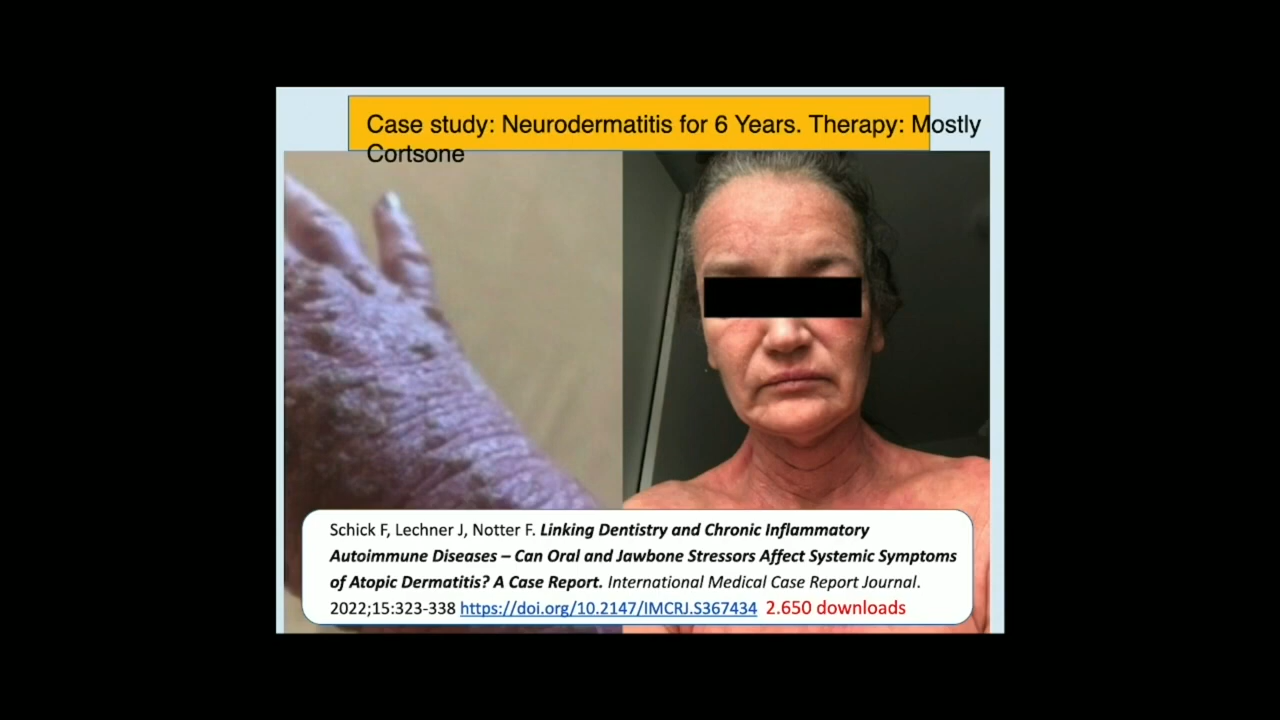 Case study: Neurodermatitis for 6 Years. Therapy: Mostly
Cortsone
Schick F, Lechner J, Notter F. Linking Dentistry and Chronic Inflammatory
Autoimmune Diseases – Can Oral and Jawbone Stressors Affect Systemic Symptoms
of Atopic Dermatitis? A Case Report. International Medical Case Report Journal.
2022;15:323-338 https://doi.org/10.2147/IMCRJ.S367434 2.650 downloads